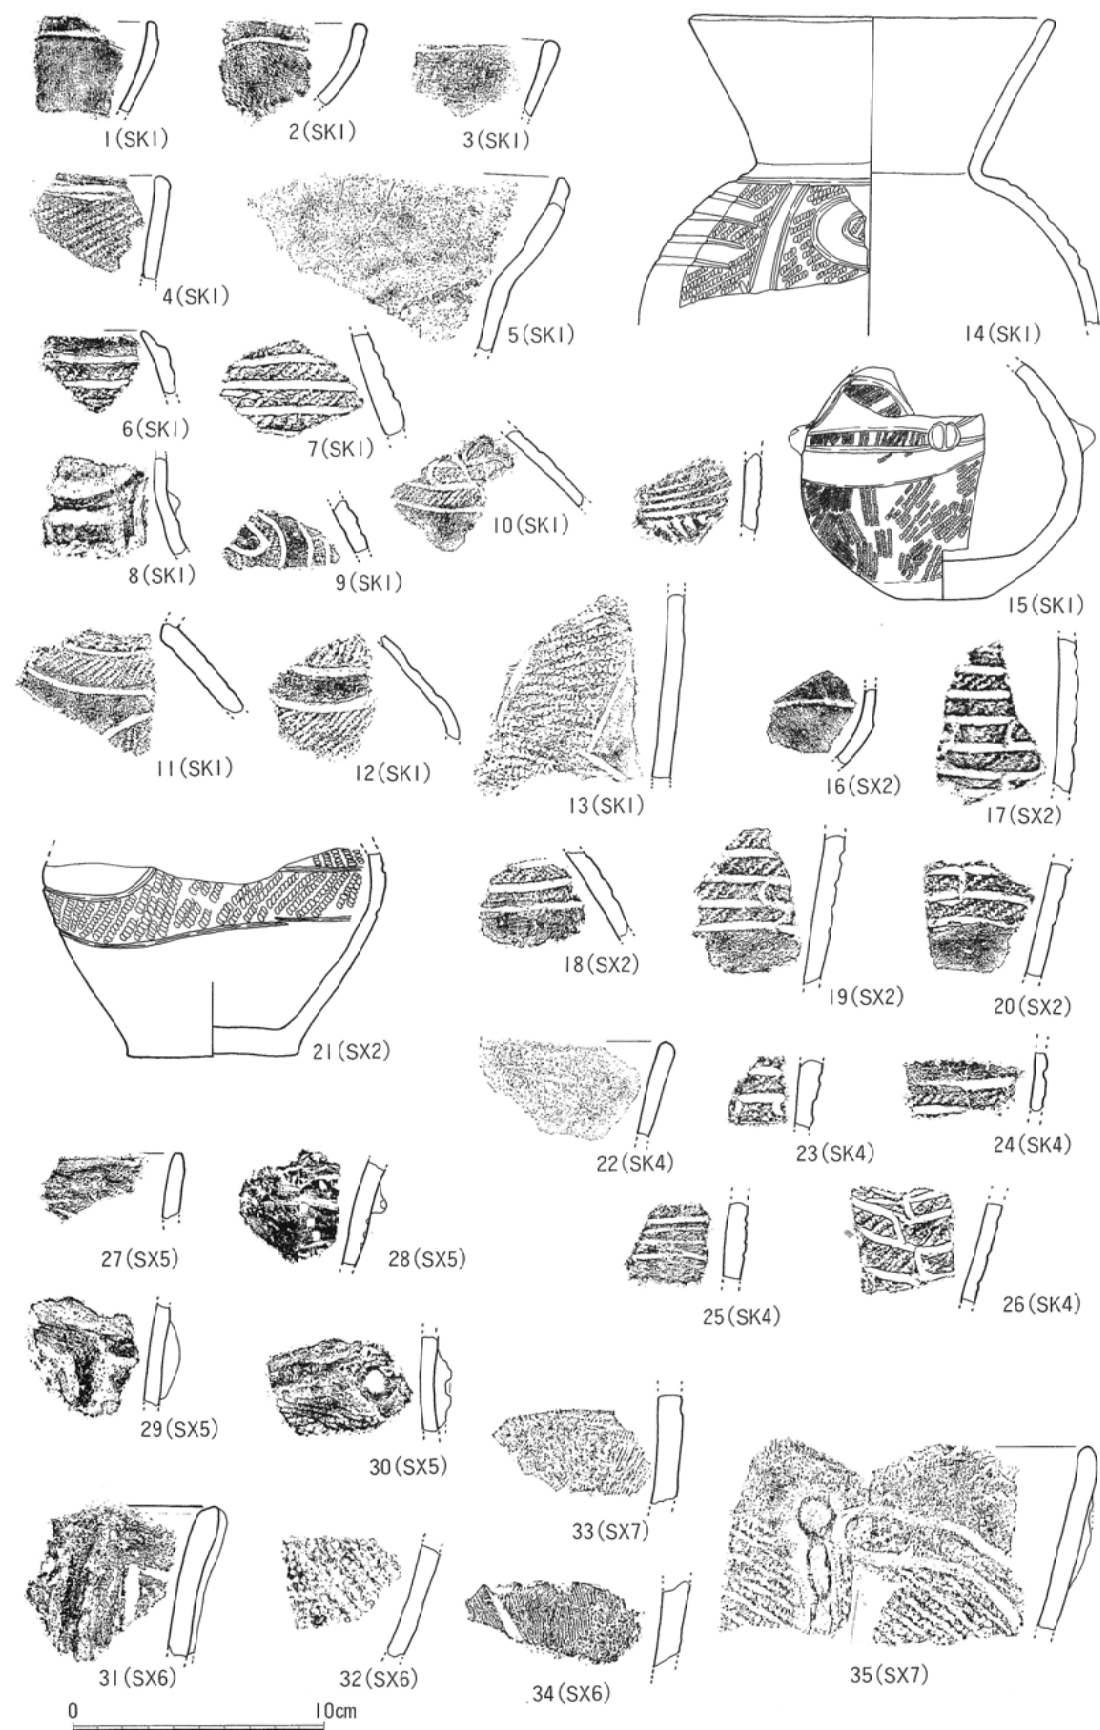 1(SK1)
2(SK1)
3(SK1)
4(SK1)
5(SK1)
14(SK1)
6(SK1)
7(SK1)
8(SK1)
9(SK1)
10(SK1)
15(SK1)
11(SK1)
12(SK1)
13(SK1)
16(SX2)
17(SX2)
18(SX2)
19(SX2)
20(SX2)
21(SX2)
22(SK4)
23(SK4)
24(SK4)
27(SX5)
28(SX5)
25(SK4)
26(SK4)
29(SX5)
30(SX5)
33(SX7)
31(SX6)
32(SX6)
34(SX6)
35(SX7)
0 10cm